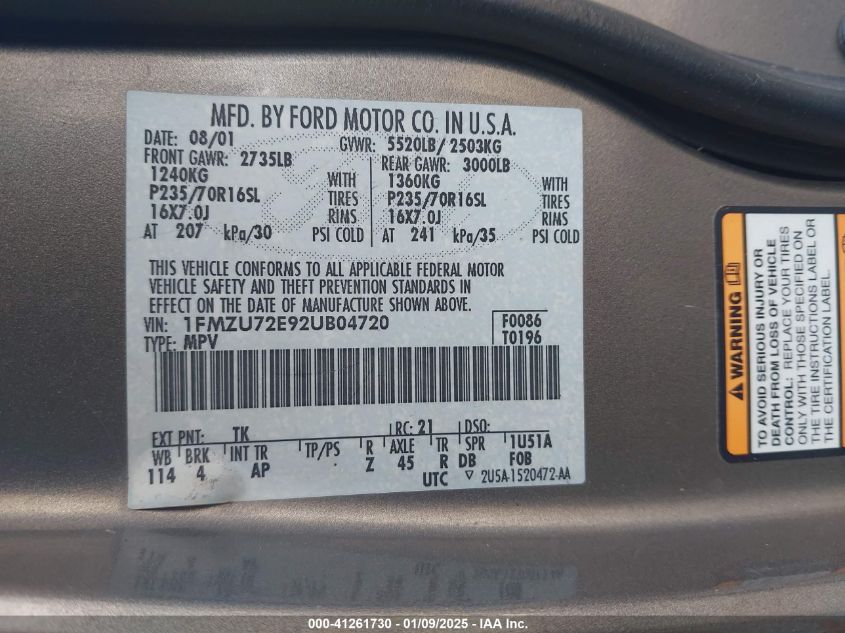 MFD. BY FORD MOTOR CO. IN U.S.A.
DATE: 08/01 GVWR: 5520LB/ 2503KG
FRONT GAWR: 2735LB REAR GAWR: 3000LB
1240KG WITH 1360KG WITH
P235/70R16SL TIRES P235/70R16SL TIRES
16X7.0J RIMS 16X7.0J RIMS
AT 207 kPa/30 PSI COLD AT 241 kPa/35 PSI COLD
THIS VEHICLE CONFORMS TO ALL APPLICABLE FEDERAL MOTOR
VEHICLE SAFETY AND THEFT PREVENTION STANDARDS IN
EFFECT ON THE DATE OF MANUFACTURE SHOWN ABOVE.
VIN: 1FMZU72E92UB04720 F0086
TYPE: MPV T0196
EXT PNT: TK RC: 21 DSO:
WB BRK INT TR TP/PS R AXLE TR SPR 1U51A
114 4 AP Z 45 R DB FOB
UTC ▽ 2U5A-1520472-AA
WARNING
TO AVOID SERIOUS INJURY OR
DEATH FROM LOSS OF VEHICLE
CONTROL: REPLACE YOUR TIRES
ONLY WITH THOSE SPECIFIED ON
THE TIRE INSTRUCTIONS LABEL OR
THE CERTIFICATION LABEL.
000-41261730 - 01/09/2025 - IAA Inc.